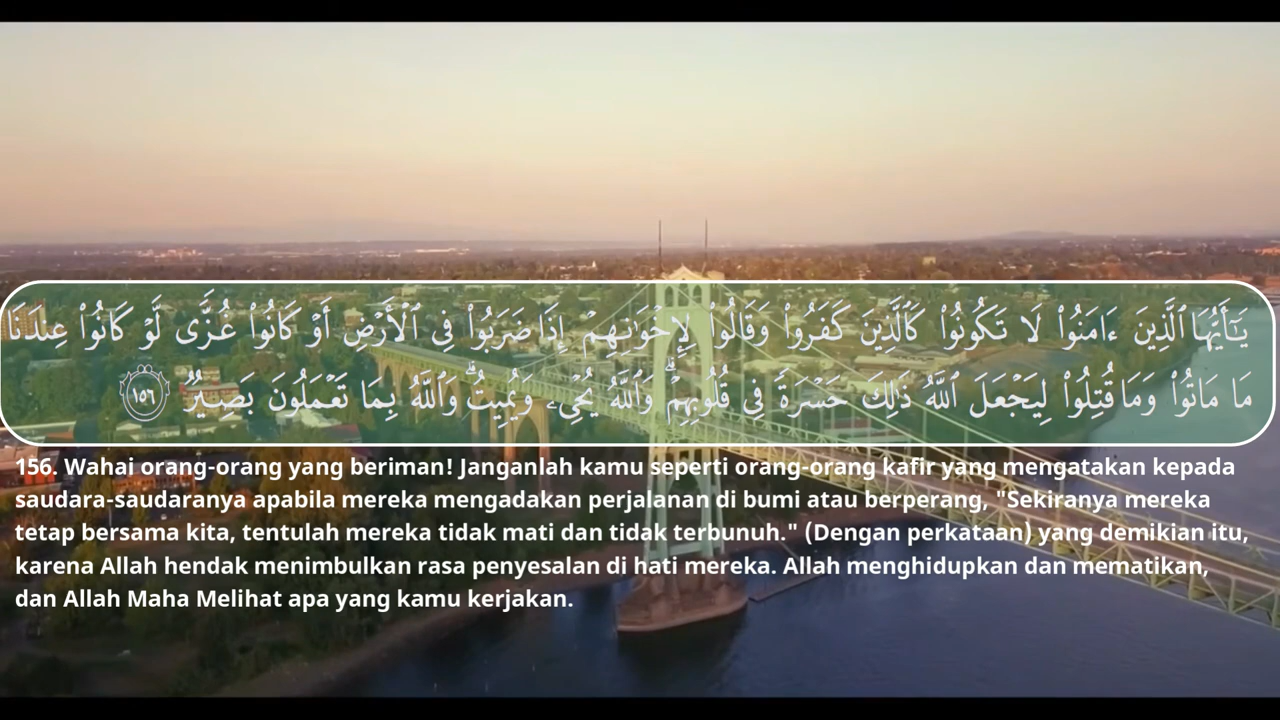 يَـٰٓأَيُّهَا ٱلَّذِينَ ءَامَنُوا۟ لَا تَكُونُوا۟ كَٱلَّذِينَ كَفَرُوا۟ وَقَالُوا۟ لِإِخْوَٰنِهِمْ إِذَا ضَرَبُوا۟ فِى ٱلْأَرْضِ أَوْ كَانُوا۟ غُزًّى لَّوْ كَانُوا۟ عِندَنَا
مَا مَاتُوا۟ وَمَا قُتِلُوا۟ لِيَجْعَلَ ٱللَّهُ ذَٰلِكَ حَسْرَةً فِى قُلُوبِهِمْ ۗ وَٱللَّهُ يُحْىِۦ وَيُمِيتُ ۗ وَٱللَّهُ بِمَا تَعْمَلُونَ بَصِيرٌ ١٥٦
156. Wahai orang-orang yang beriman! Janganlah kamu seperti orang-orang kafir yang mengatakan kepada
saudara-saudaranya apabila mereka mengadakan perjalanan di bumi atau berperang, "Sekiranya mereka
tetap bersama kita, tentulah mereka tidak mati dan tidak terbunuh." (Dengan perkataan) yang demikian itu,
karena Allah hendak menimbulkan rasa penyesalan di hati mereka. Allah menghidupkan dan mematikan,
dan Allah Maha Melihat apa yang kamu kerjakan.